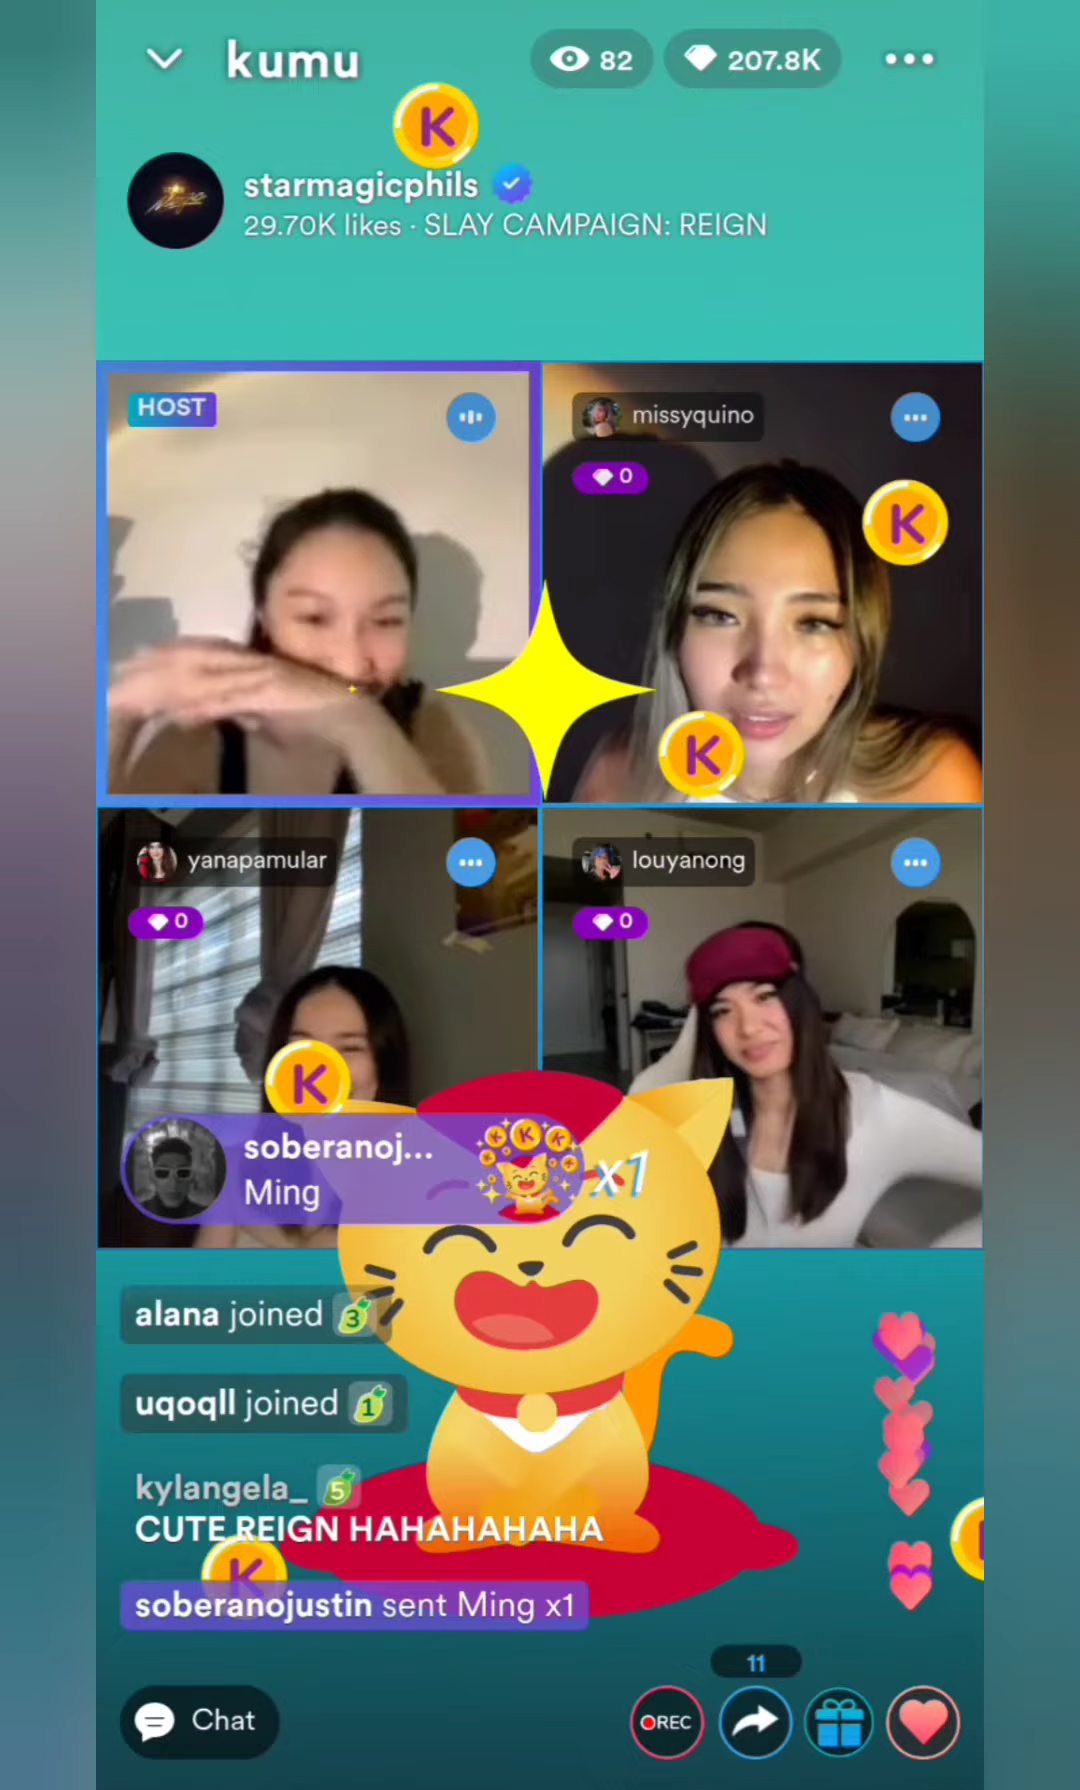 kumu
82
207.8K
K
starmagicphils
29.70K likes · SLAY CAMPAIGN: REIGN
HOST
missyquino
0
K
K
yanapamular
0
louyanong
0
K
soberanoj...
Ming
K K K
x1
alana joined 3
uqoqll joined 1
kylangela_ 5
CUTE REIGN HAHAHAHAHA
K
soberanojustin sent Ming x1
11
Chat
REC